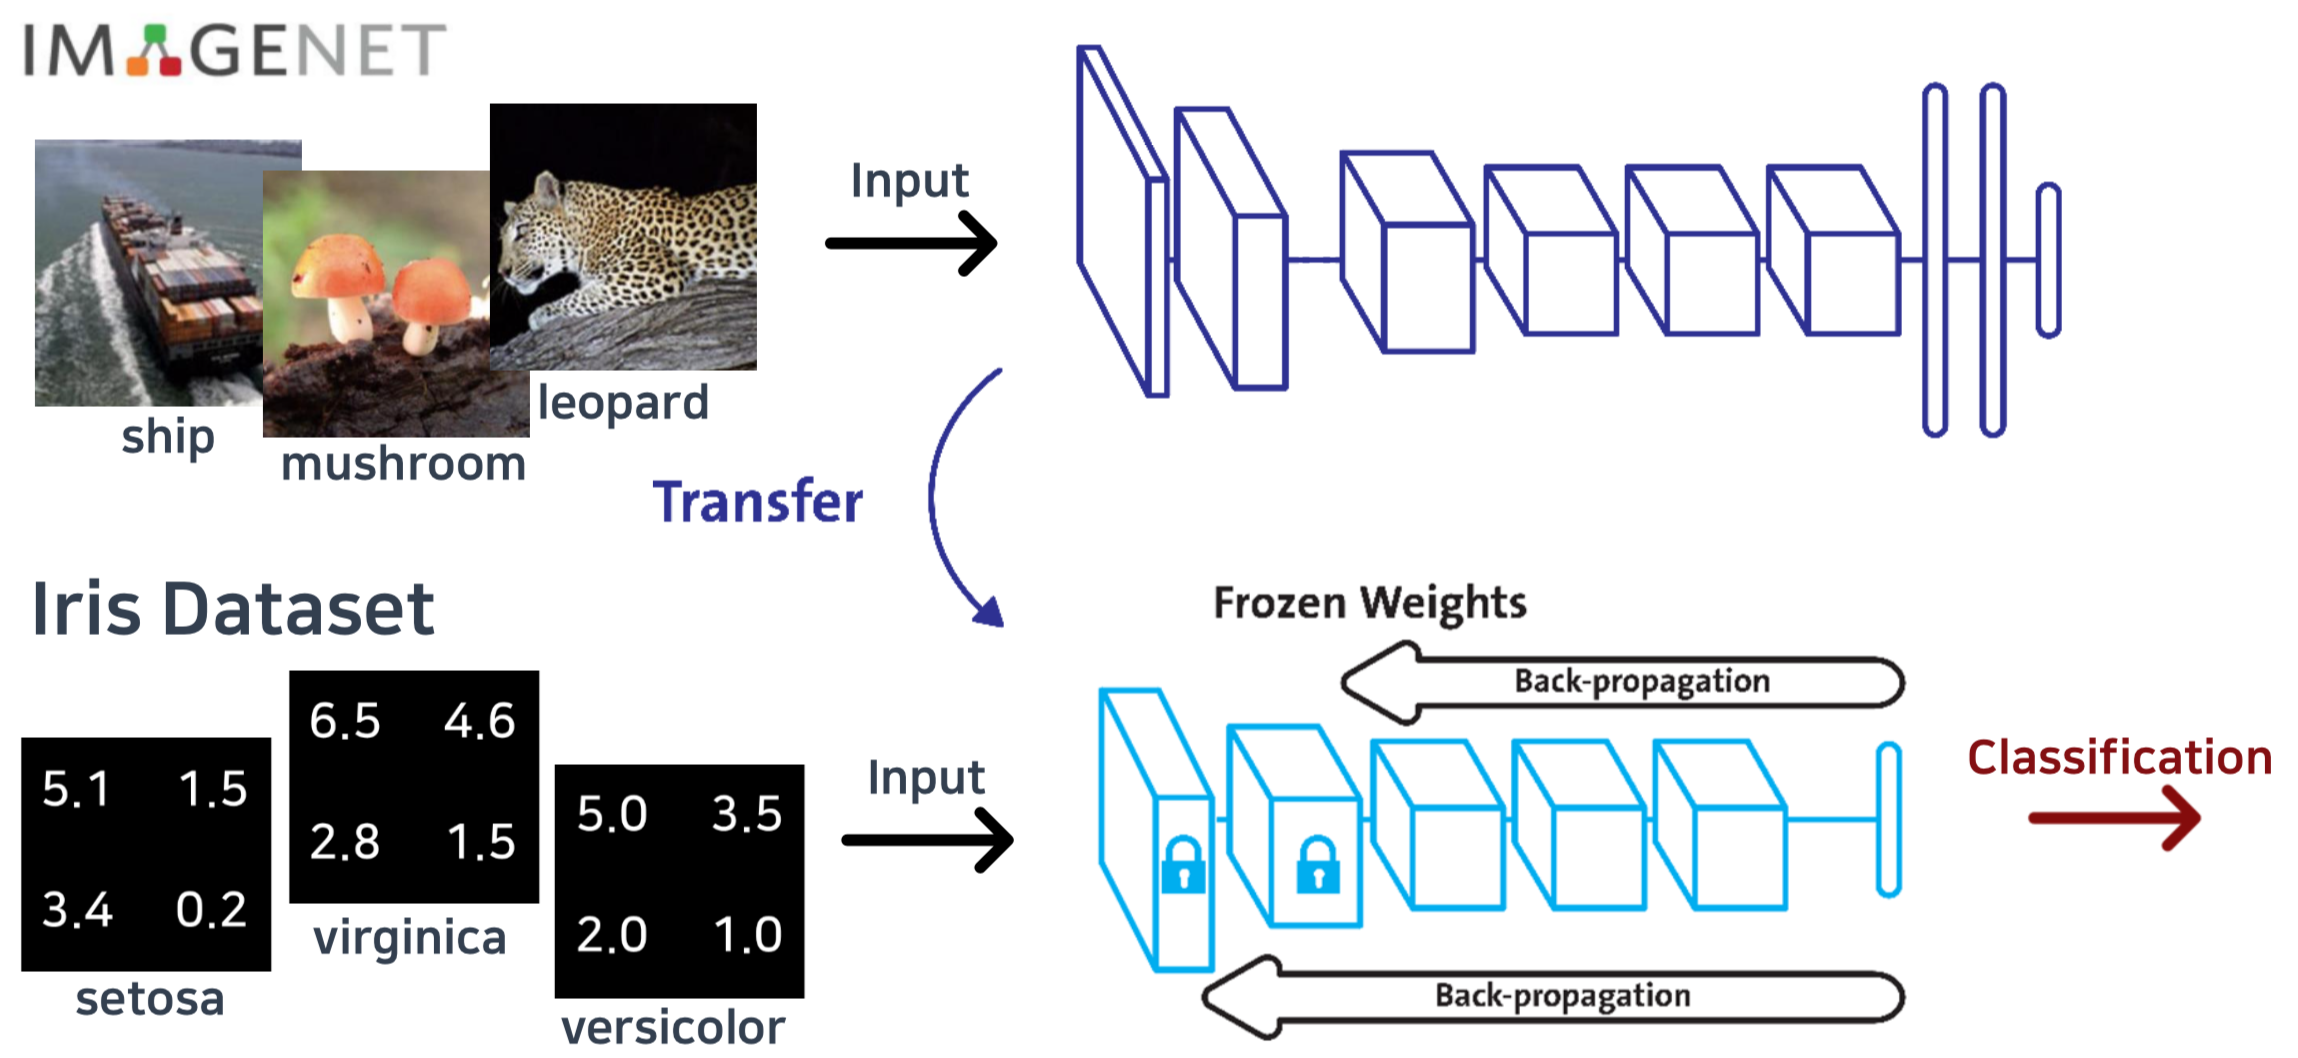 IMAGENET
ship
mushroom
leopard
Input
Transfer
Iris Dataset
5.1 1.5
3.4 0.2
setosa
6.5 4.6
2.8 1.5
virginica
5.0 3.5
2.0 1.0
versicolor
Input
Frozen Weights
Back-propagation
Back-propagation
Classification